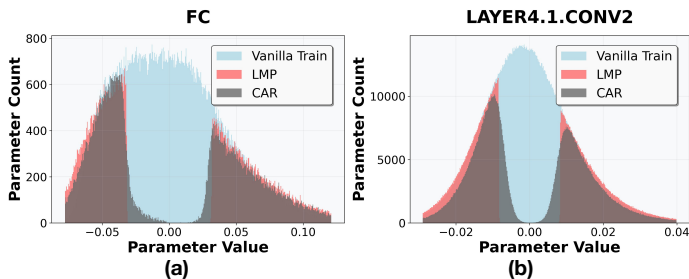 FC
Parameter Count
800
600
400
200
0
Vanilla Train
LMP
CAR
−0.05
0.00
0.05
0.10
Parameter Value
(a)
LAYER4.1.CONV2
Parameter Count
10000
5000
0
Vanilla Train
LMP
CAR
−0.02
0.00
0.02
0.04
Parameter Value
(b)